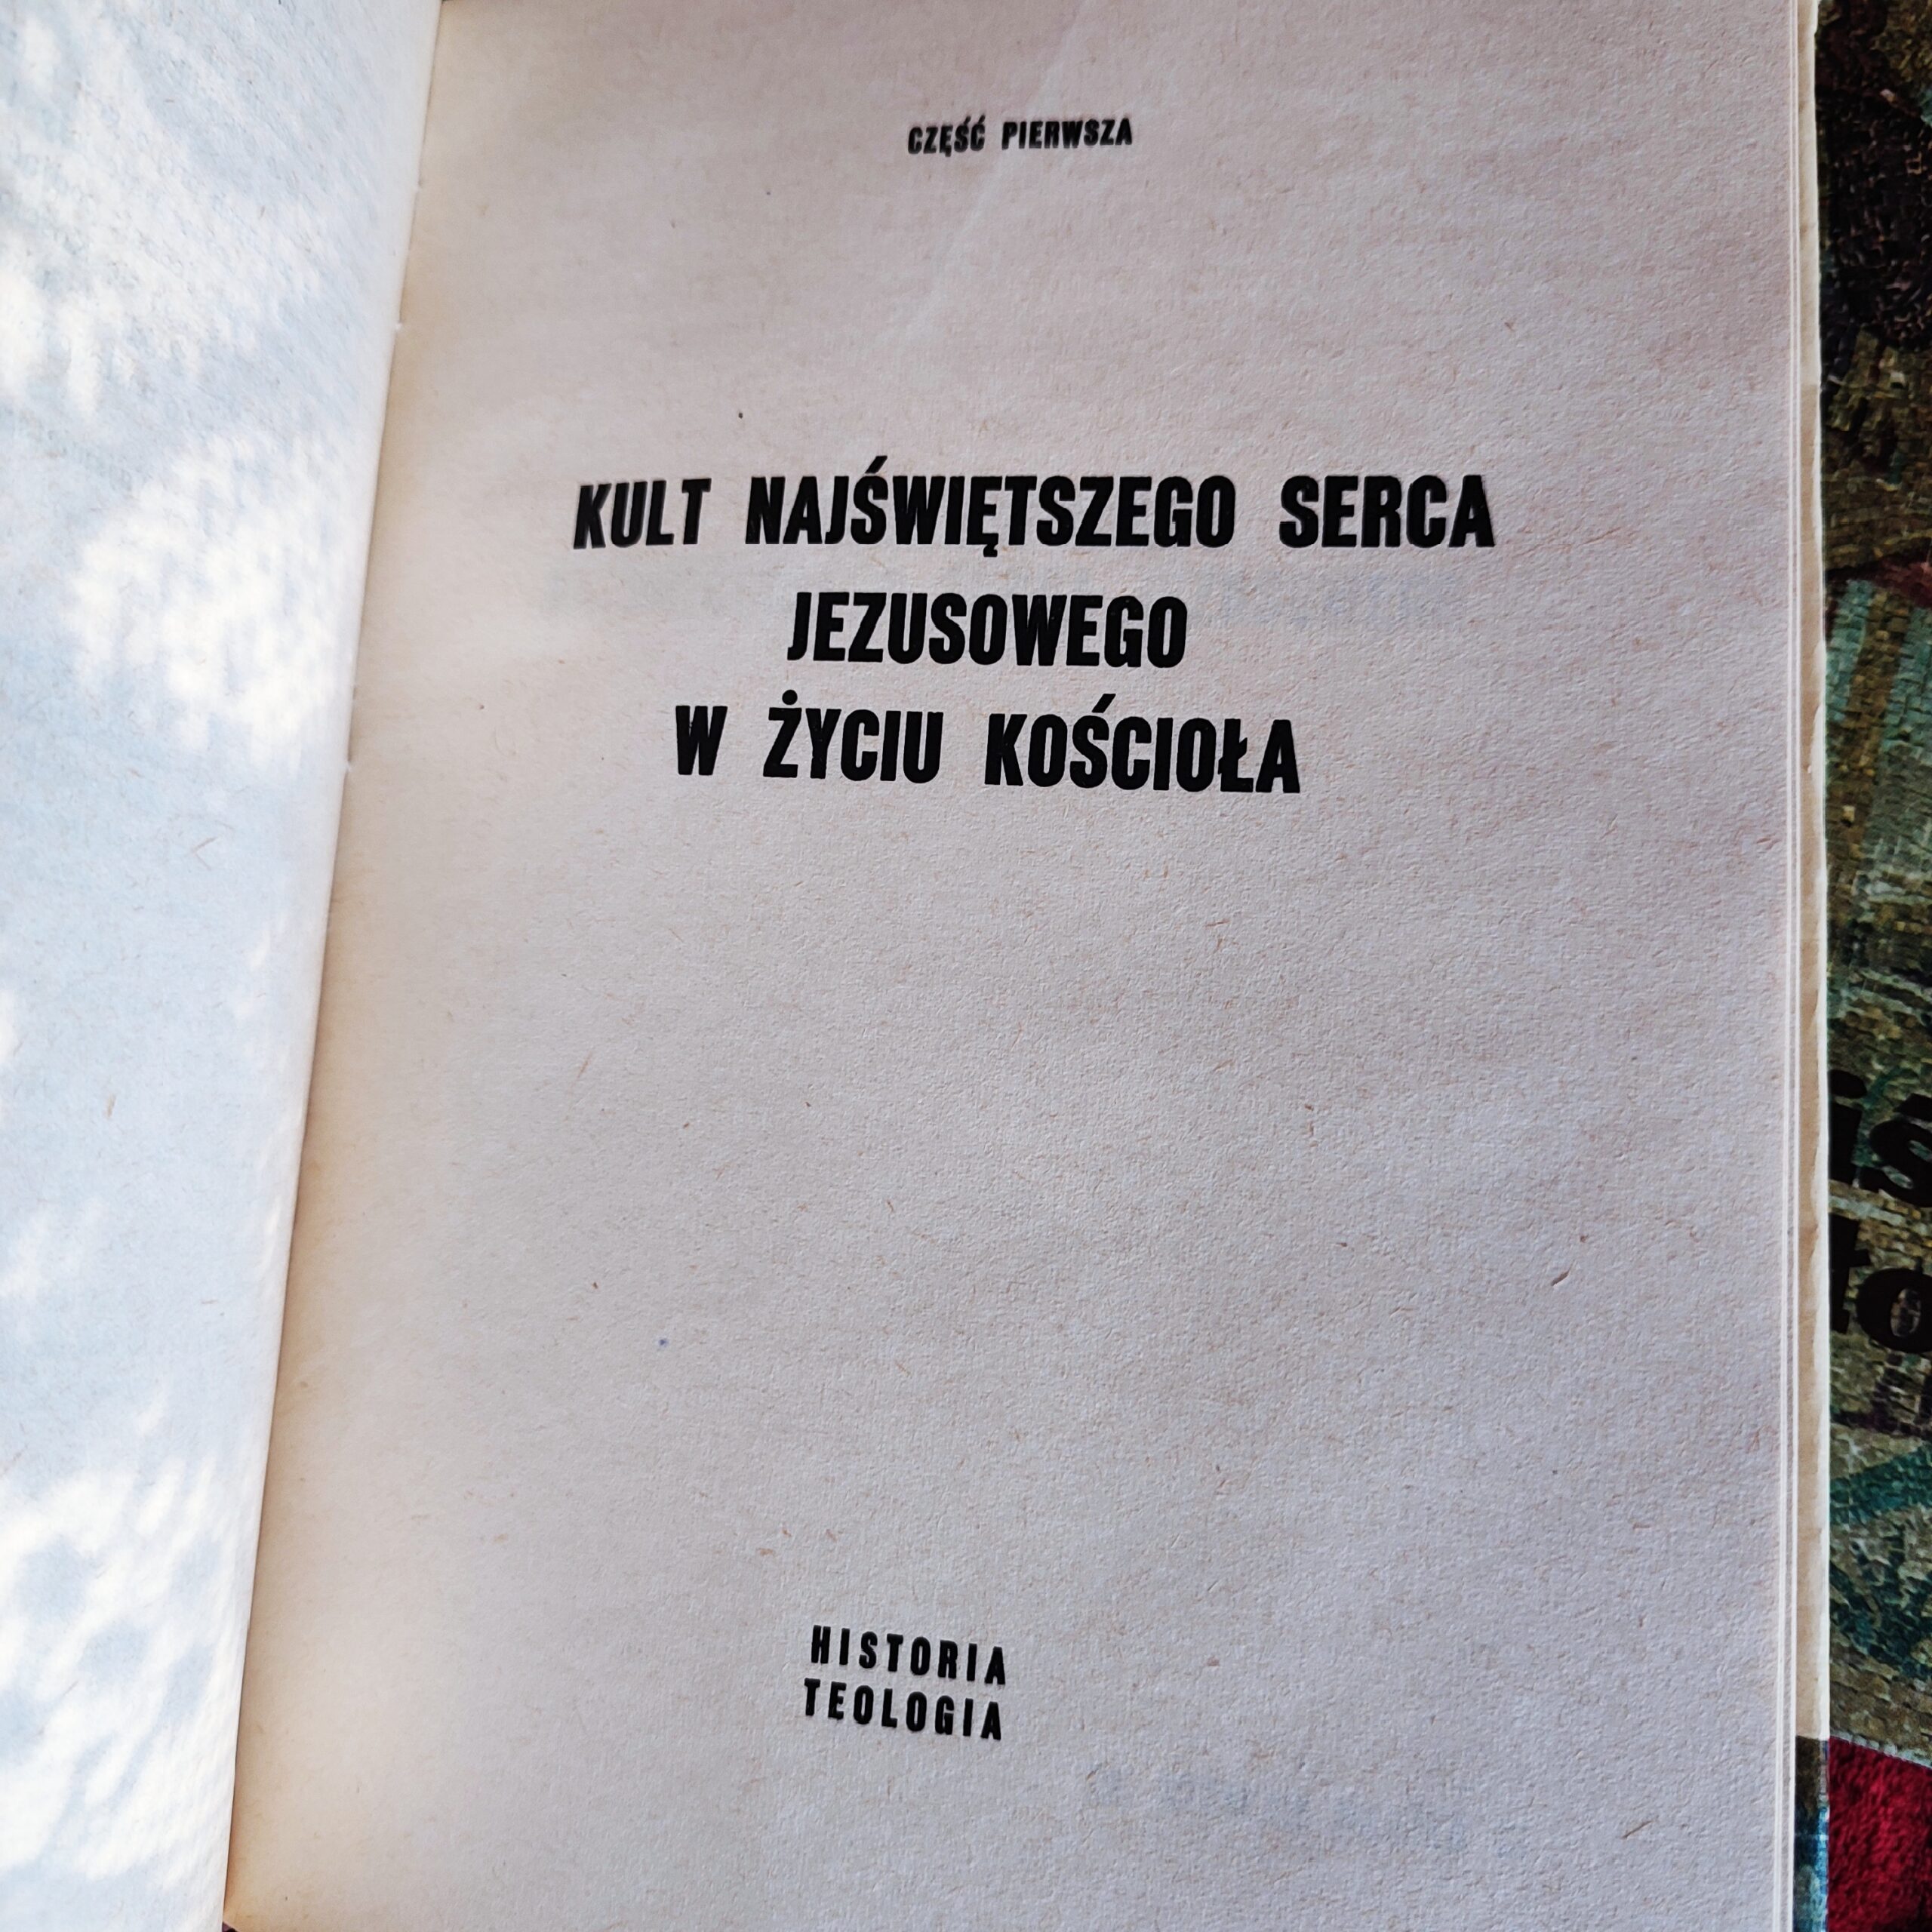 CZĘŚĆ PIERWSZA
KULT NAJŚWIĘTSZEGO SERCA
JEZUSOWEGO
W ŻYCIU KOŚCIOŁA
HISTORIA
TEOLOGIA